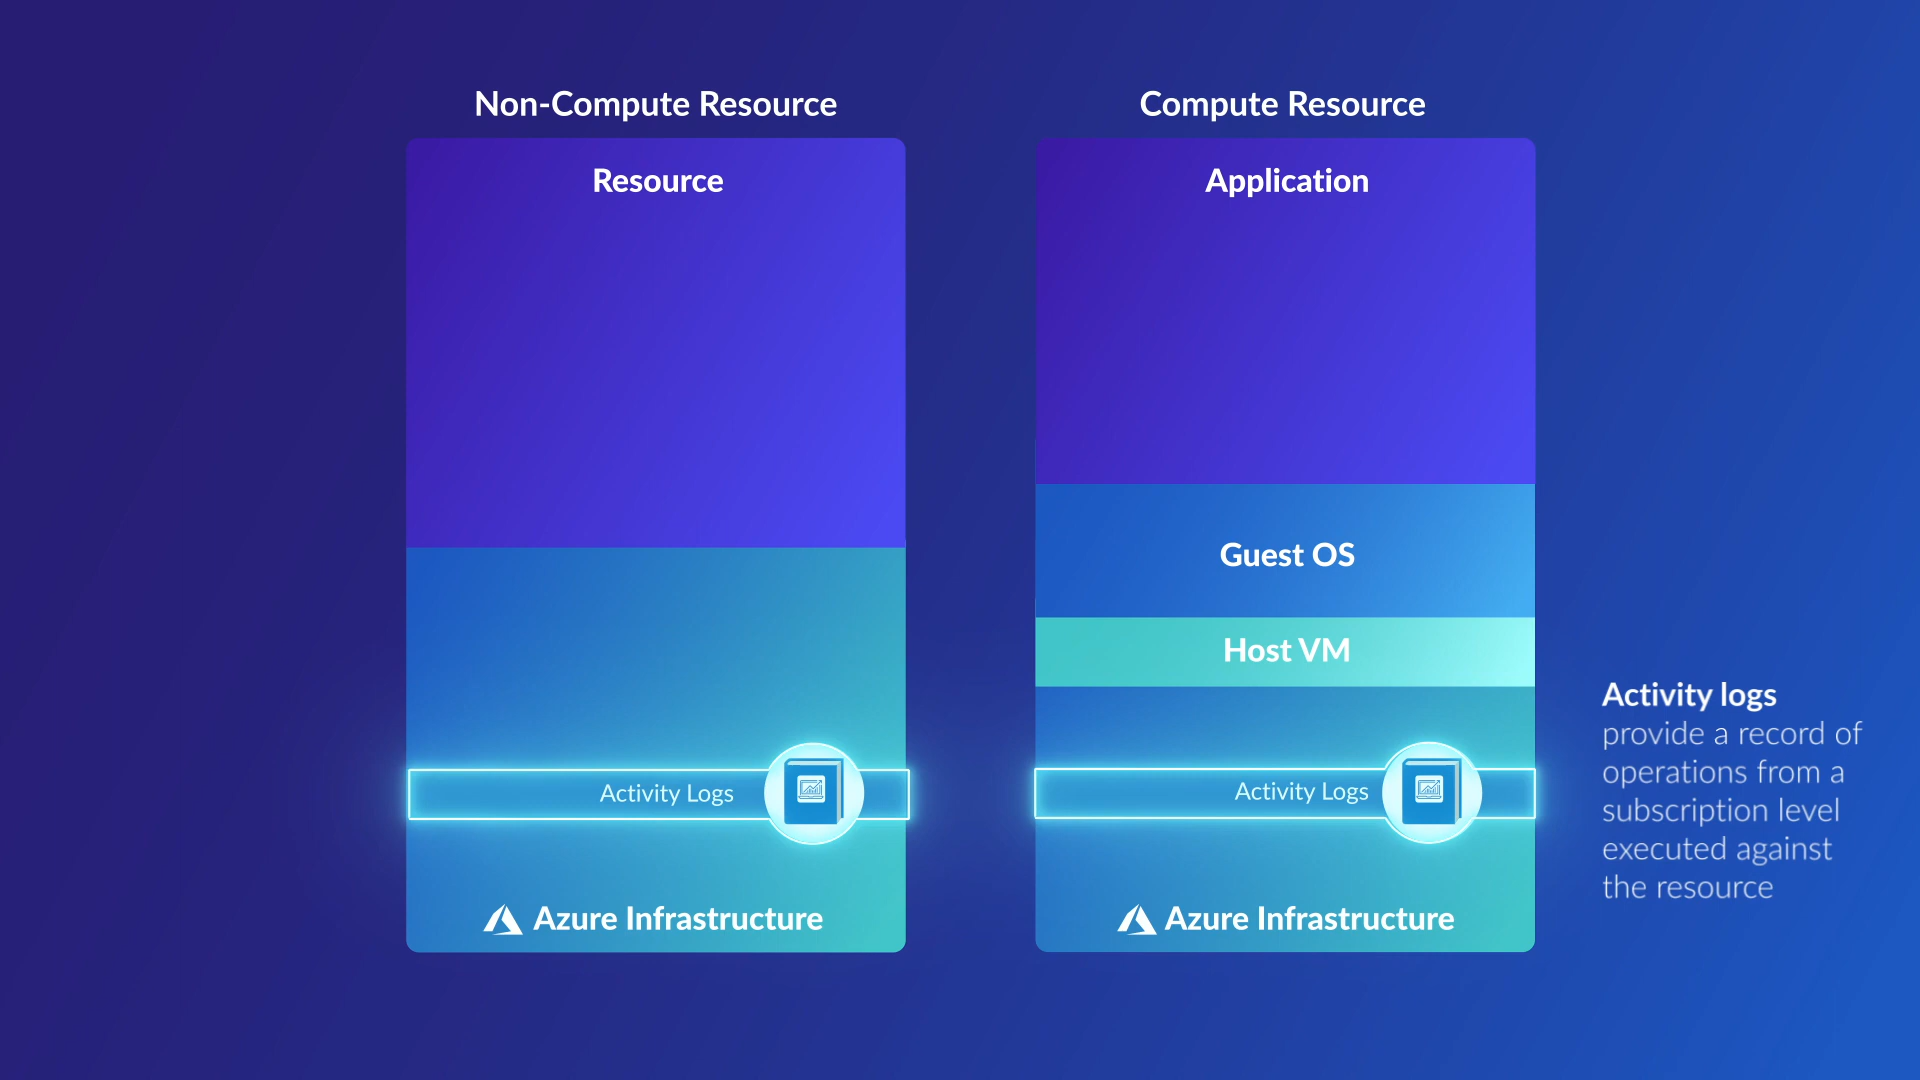 Non-Compute Resource
Resource
Activity Logs
Azure Infrastructure
Compute Resource
Application
Guest OS
Host VM
Activity Logs
Azure Infrastructure
Activity logs
provide a record of
operations from a
subscription level
executed against
the resource